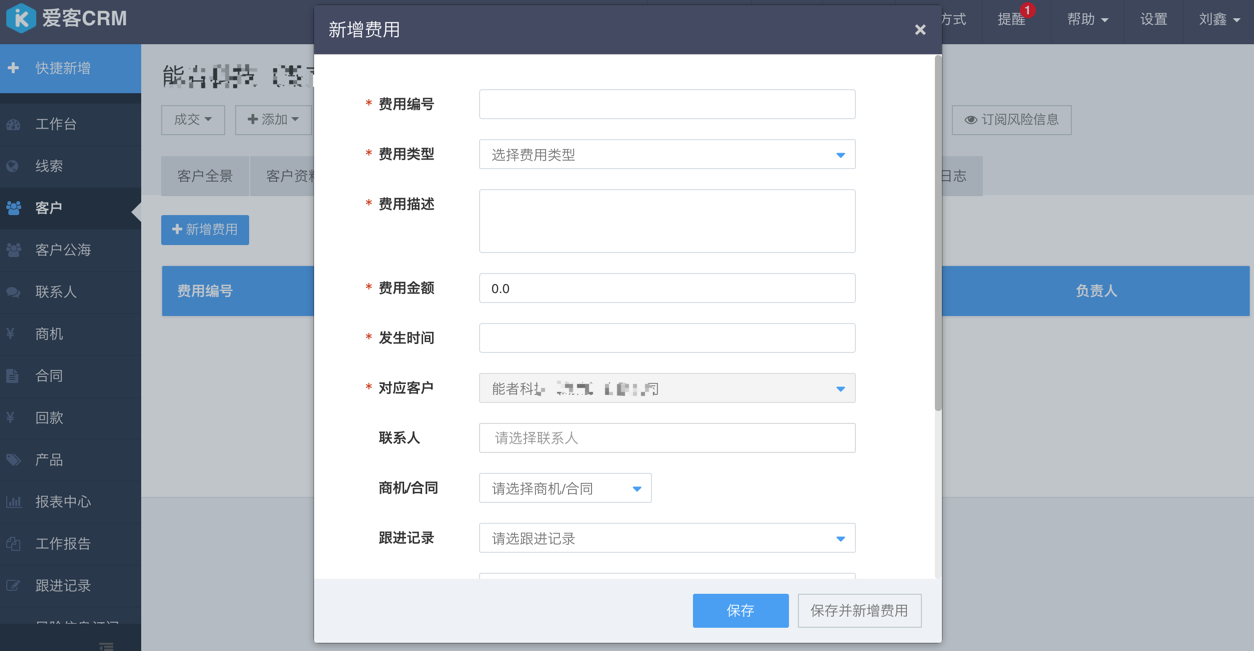 爱客CRM
新增费用
×
方式
提醒
1
帮助
设置
刘鑫
快捷新增
工作台
线索
客户
客户公海
联系人
商机
合同
回款
产品
报表中心
工作报告
跟进记录
能
成交
添加
订阅风险信息
客户全景
客户资料
日志
新增费用
费用编号
负责人
* 费用编号
* 费用类型
选择费用类型
* 费用描述
* 费用金额
0.0
* 发生时间
* 对应客户
能者科技
司
联系人
请选择联系人
商机/合同
请选择商机/合同
跟进记录
请选跟进记录
保存
保存并新增费用